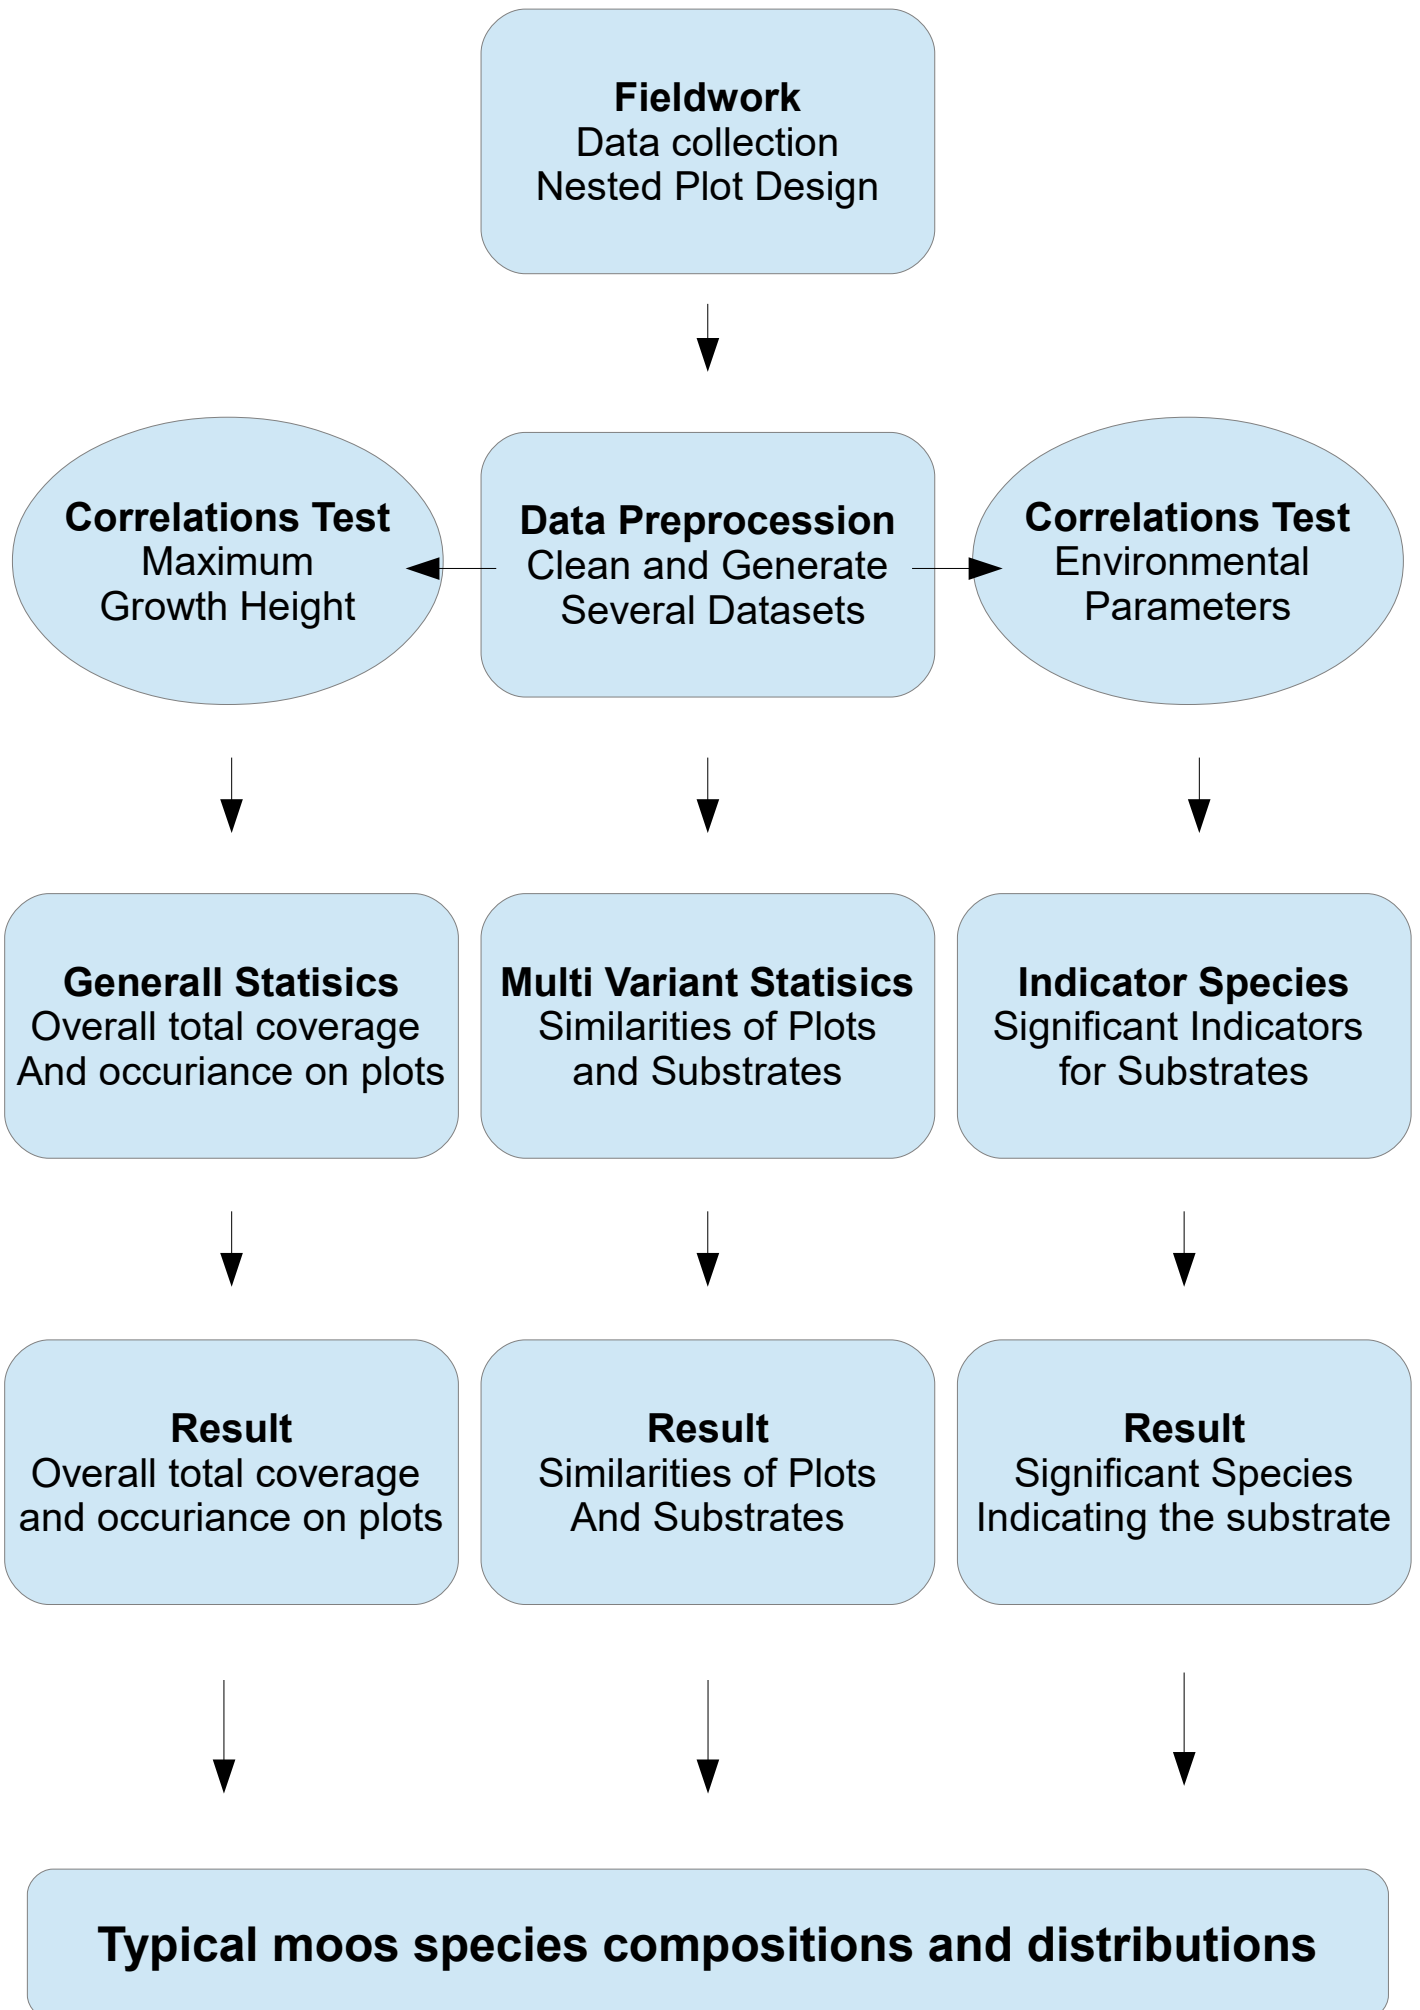 Fieldwork
Data collection
Nested Plot Design
Correlations Test
Maximum
Growth Height
Data Preprocession
Clean and Generate
Several Datasets
Correlations Test
Environmental
Parameters
Generall Statisics
Overall total coverage
And occuriance on plots
Multi Variant Statisics
Similarities of Plots
and Substrates
Indicator Species
Significant Indicators
for Substrates
Result
Overall total coverage
and occuriance on plots
Result
Similarities of Plots
And Substrates
Result
Significant Species
Indicating the substrate
Typical moos species compositions and distributions